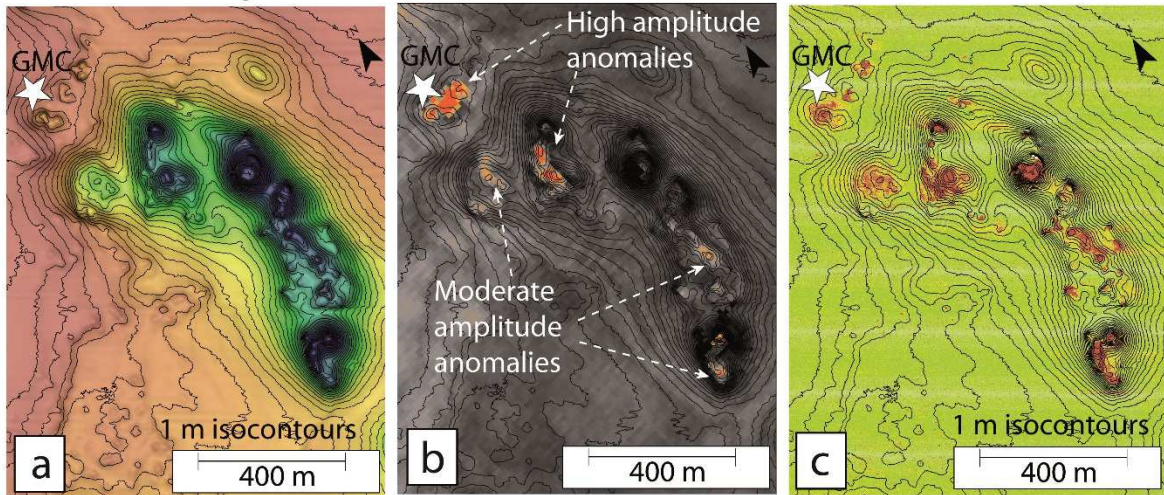 GMC
1 m isocontours
a
400 m
GMC
High amplitude
anomalies
Moderate
amplitude
anomalies
b
400 m
GMC
1 m isocontours
c
400 m